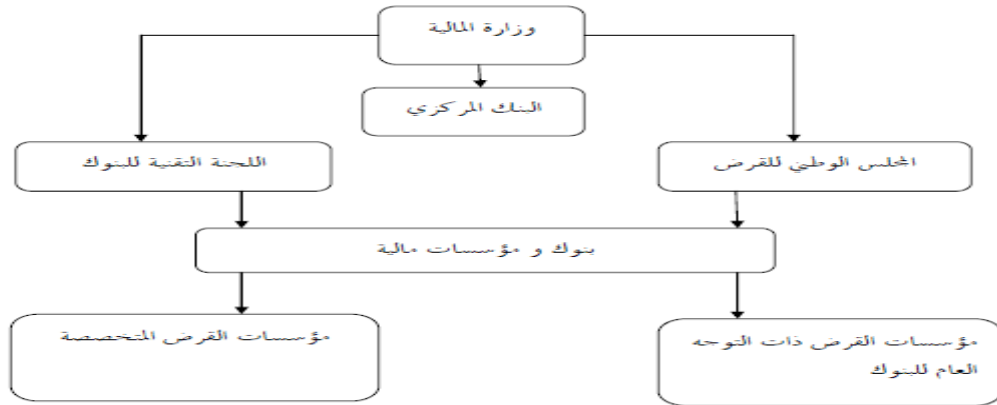 وزارة المالية
البنك المركزي
المجلس الوطني للقرض
اللجنة التقنية للبنوك
بنوك و مؤسسات مالية
مؤسسات القرض ذات التوجه
العام للبنوك
مؤسسات القرض المتخصصة